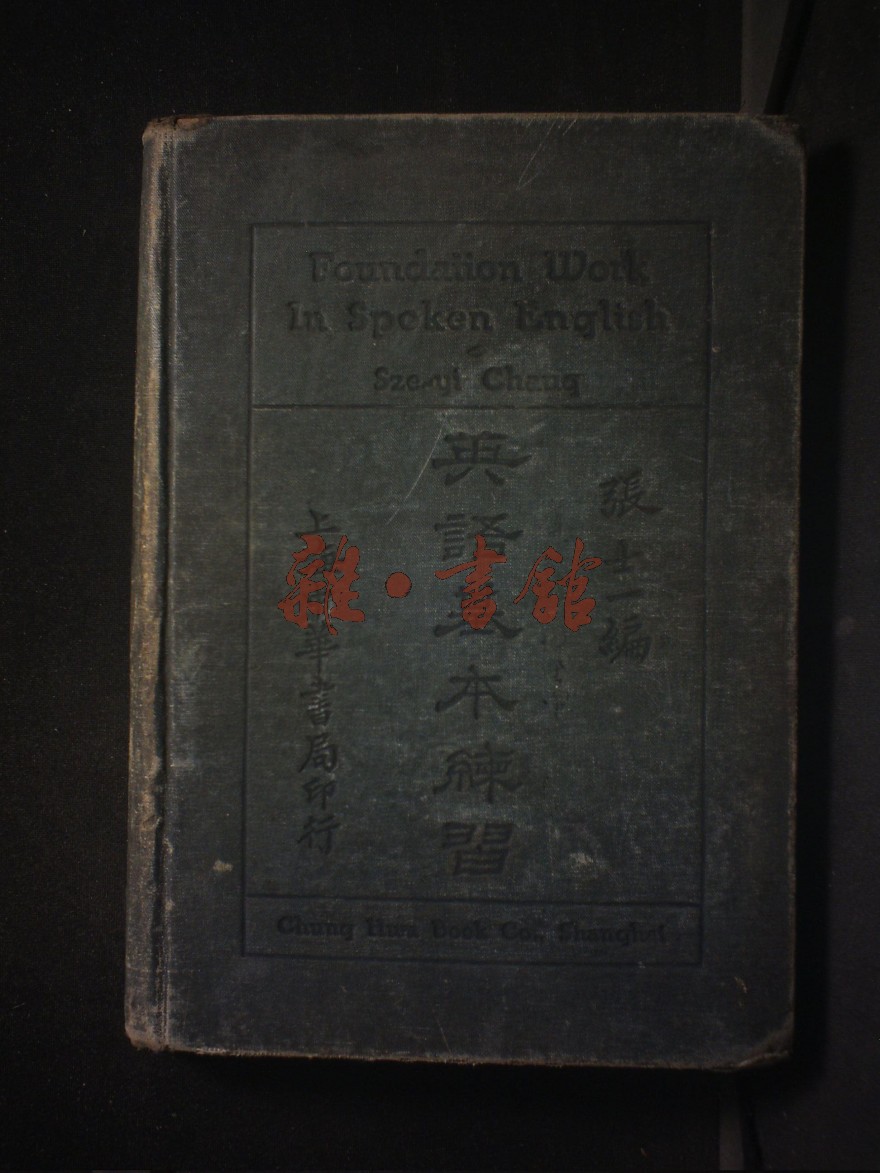 Foundation Work
In Spoken English
Sze-yi Chang
張士一編
英語基本練習
上海中華書局印行
雜·書館
Chung Hwa Book Co., Shanghai